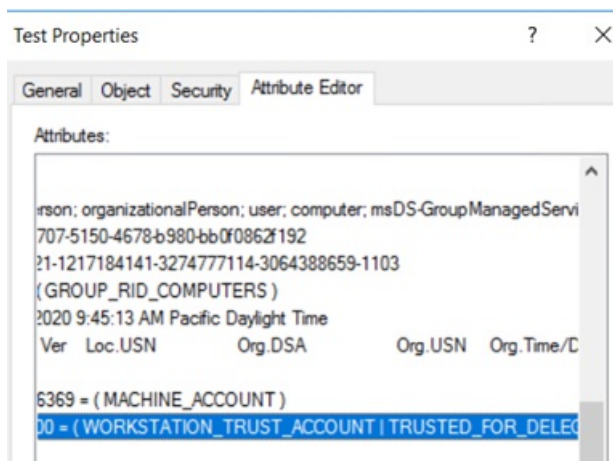 Test Properties ?
General Object Security Attribute Editor
Attributes:
erson; organizationalPerson; user; computer; msDS-GroupManagedServi
707-5150-4678-b980-bb0f0862f192
21-1217184141-3274777114-3064388659-1103
( GROUP_RID_COMPUTERS )
2020 9:45:13 AM Pacific Daylight Time
Ver Loc.USN Org.DSA Org.USN Org.Time/D
6369 = ( MACHINE_ACCOUNT )
00 = ( WORKSTATION_TRUST_ACCOUNT | TRUSTED_FOR_DELEG